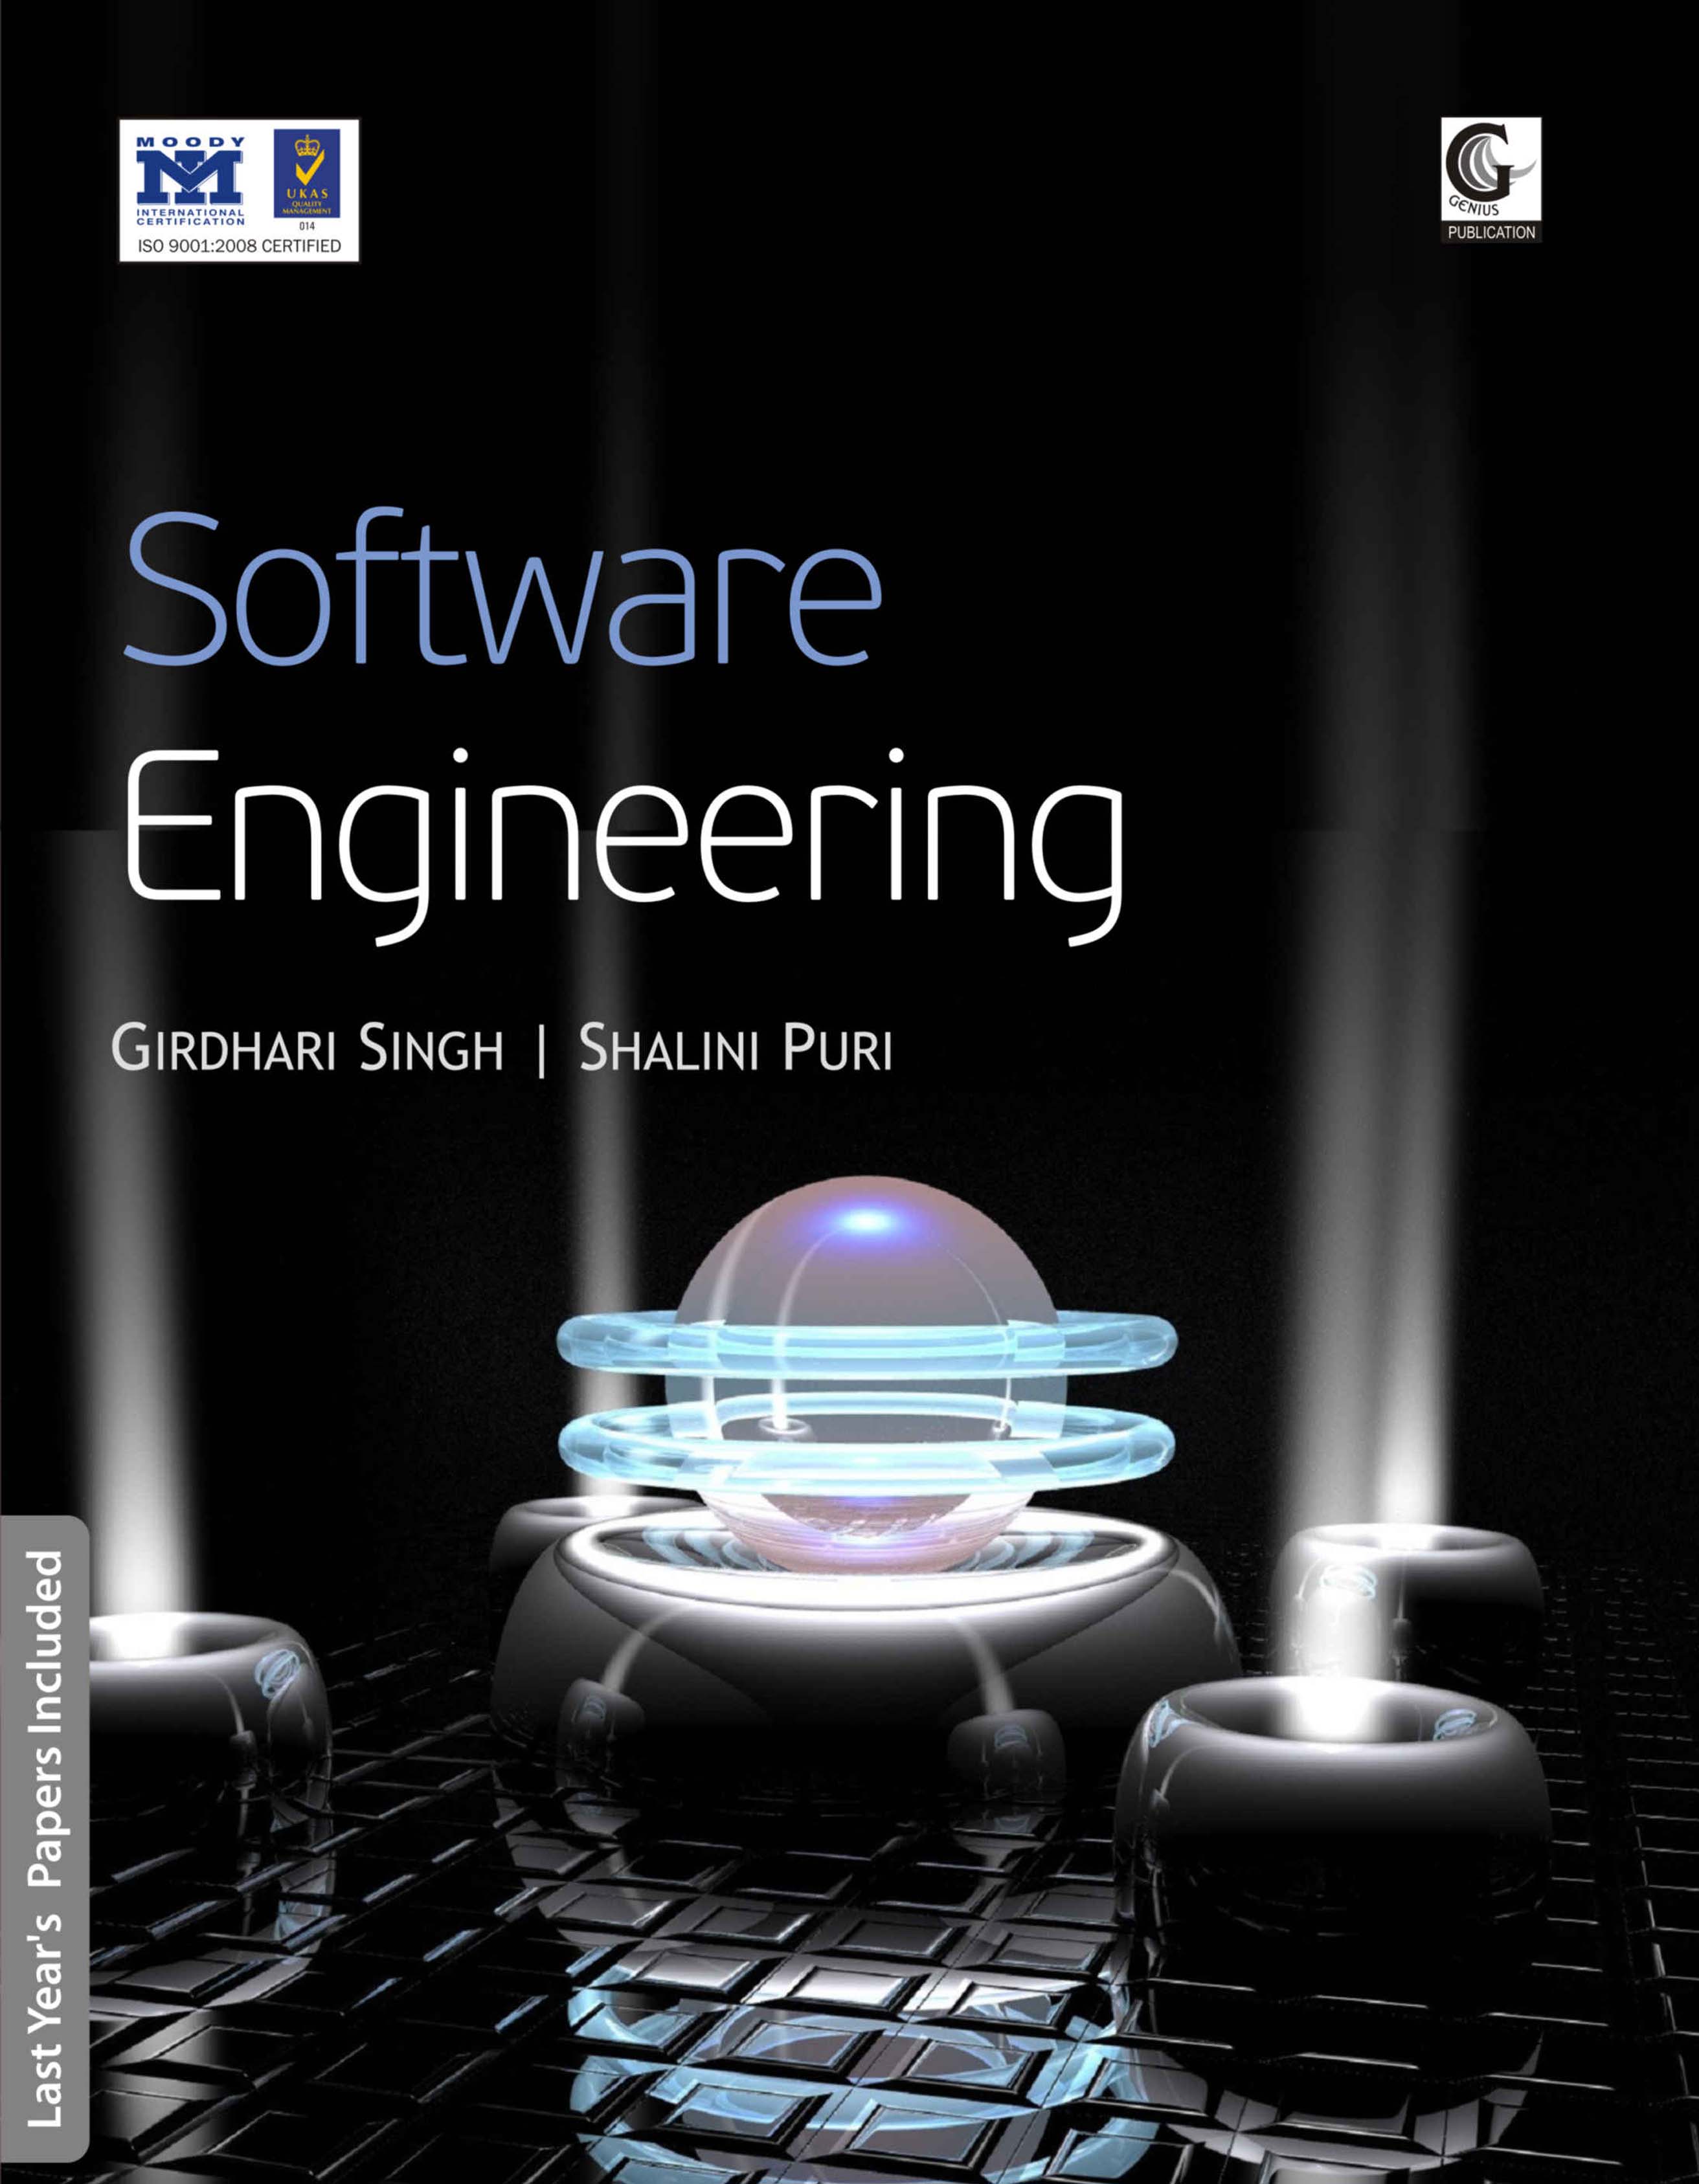 MOODY
INTERNATIONAL
CERTIFICATION
UKAS
QUALITY
MANAGEMENT
014
ISO 9001:2008 CERTIFIED
G
GENIUS
PUBLICATION
Software
Engineering
GIRDHARI SINGH | SHALINI PURI
Last Year's Papers Included